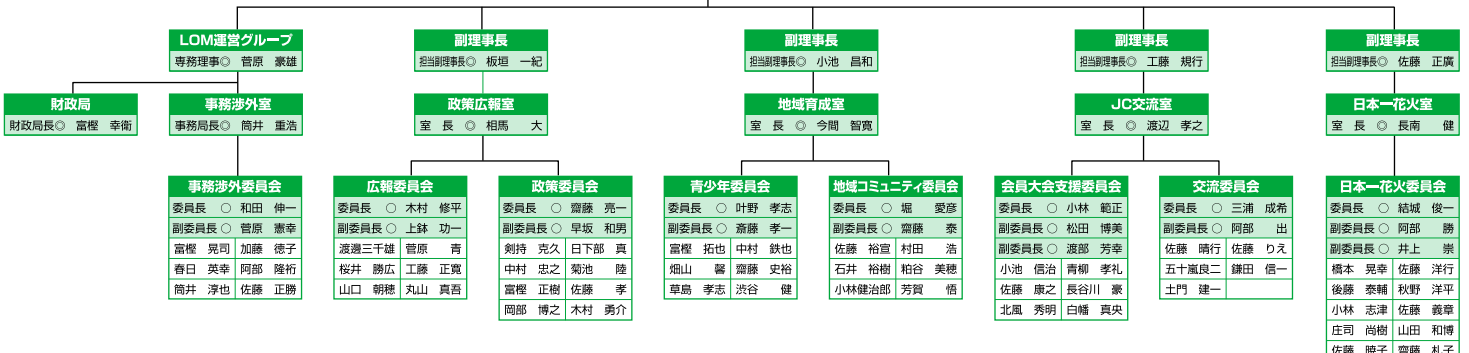 LOM運営グループ
専務理事◎ 菅原 豪雄
副理事長
担当副理事長◎ 板垣 一紀
副理事長
担当副理事長◎ 小池 昌和
副理事長
担当副理事長◎ 工藤 規行
副理事長
担当副理事長◎ 佐藤 正廣
財政局
財政局長◎ 富樫 幸衛
事務渉外室
事務局長◎ 筒井 重浩
政策広報室
室 長 ◎ 相馬 大
地域育成室
室 長 ◎ 今間 智寛
JC交流室
室 長 ◎ 渡辺 孝之
日本一花火室
室 長 ◎ 長南 健
事務渉外委員会
委員長 ○ 和田 伸一
副委員長○ 菅原 憲幸
富樫 晃司 加藤 徳子
春日 英幸 阿部 隆裕
筒井 淳也 佐藤 正勝
広報委員会
委員長 ○ 木村 修平
副委員長○ 上鉢 功一
渡邊三千雄 菅原 青
桜井 勝広 工藤 正寛
山口 朝穂 丸山 真吾
政策委員会
委員長 ○ 齋藤 亮一
副委員長○ 早坂 和男
剣持 克久 日下部 真
中村 忠之 菊池 陸
富樫 正樹 佐藤 孝
岡部 博之 木村 勇介
青少年委員会
委員長 ○ 叶野 孝志
副委員長○ 斎藤 孝一
富樫 拓也 中村 鉄也
畑山 馨 齋藤 史裕
草島 孝志 渋谷 健
地域コミュニティ委員会
委員長 ○ 堀 愛彦
副委員長○ 齋藤 泰
佐藤 裕宣 村田 浩
石井 裕樹 粕谷 美穂
小林健治郎 芳賀 悟
会員大会支援委員会
委員長 ○ 小林 範正
副委員長○ 松田 博美
副委員長○ 渡部 芳幸
小池 信治 青柳 孝礼
佐藤 康之 長谷川 豪
北風 秀明 白幡 真央
交流委員会
委員長 ○ 三浦 成希
副委員長○ 阿部 出
佐藤 晴行 佐藤 りえ
五十嵐良二 鎌田 信一
土門 建一
日本一花火委員会
委員長 ○ 結城 俊一
副委員長○ 阿部 勝
副委員長○ 井上 崇
橋本 晃幸 佐藤 洋行
後藤 泰輔 秋野 洋平
小林 志津 佐藤 義章
庄司 尚樹 山田 和博
佐藤 暁子 齋藤 札子